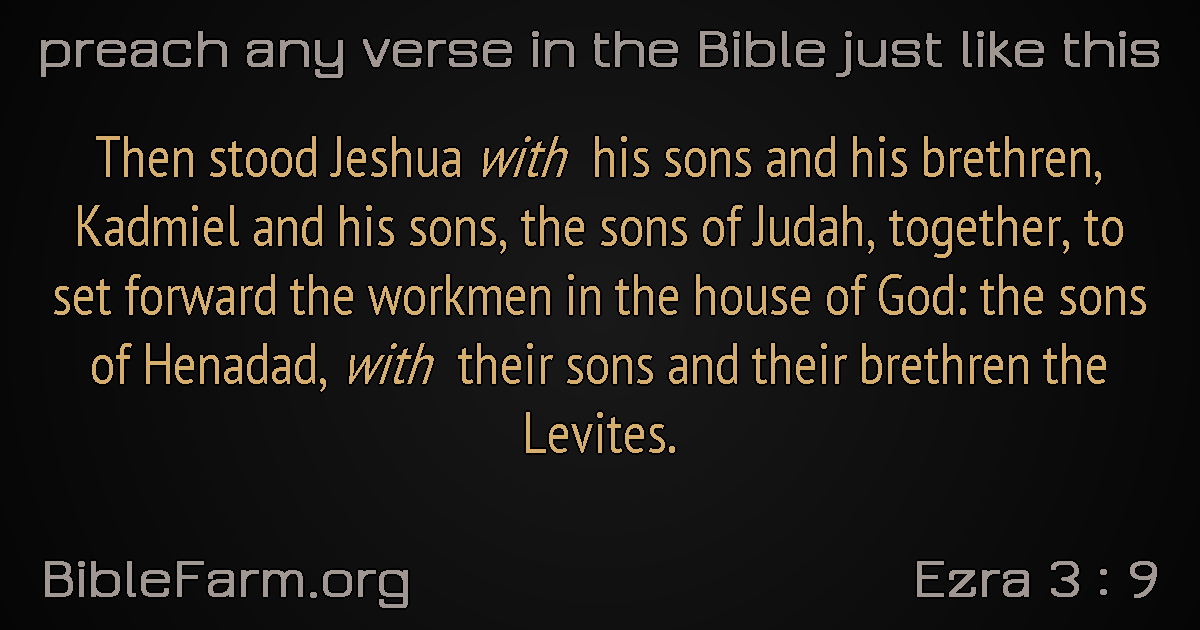 preach any verse in the Bible just like this
Then stood Jeshua with his sons and his brethren,
Kadmiel and his sons, the sons of Judah, together, to
set forward the workmen in the house of God: the sons
of Henadad, with their sons and their brethren the
Levites.
BibleFarm.org
Ezra 3 : 9